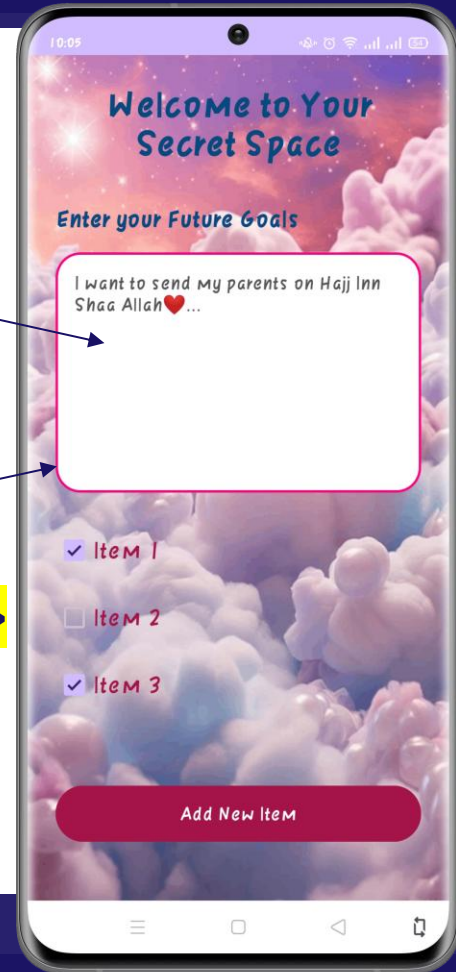 10:05
54
Welcome to Your
Secret Space
Enter your Future Goals
I want to send my parents on Hajj Inn
Shaa Allah❤️...
Item 1
Item 2
Item 3
Add New Item